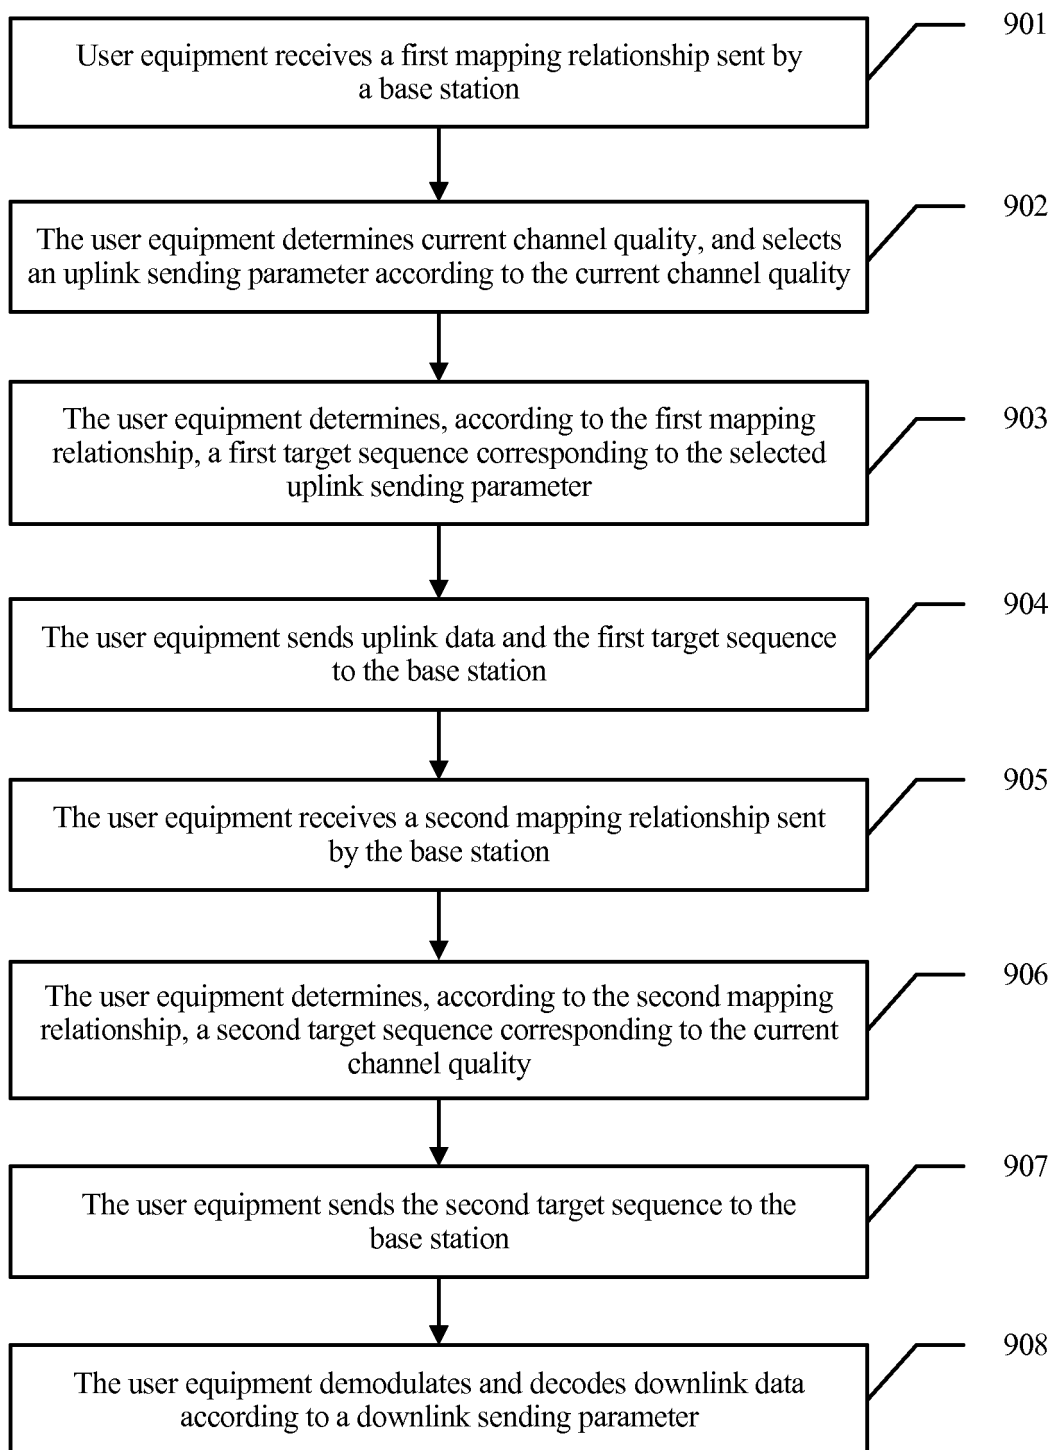 User equipment receives a first mapping relationship sent by
a base station
901
The user equipment determines current channel quality, and selects
an uplink sending parameter according to the current channel quality
902
The user equipment determines, according to the first mapping
relationship, a first target sequence corresponding to the selected
uplink sending parameter
903
The user equipment sends uplink data and the first target sequence
to the base station
904
The user equipment receives a second mapping relationship sent
by the base station
905
The user equipment determines, according to the second mapping
relationship, a second target sequence corresponding to the current
channel quality
906
The user equipment sends the second target sequence to the
base station
907
The user equipment demodulates and decodes downlink data
according to a downlink sending parameter
908